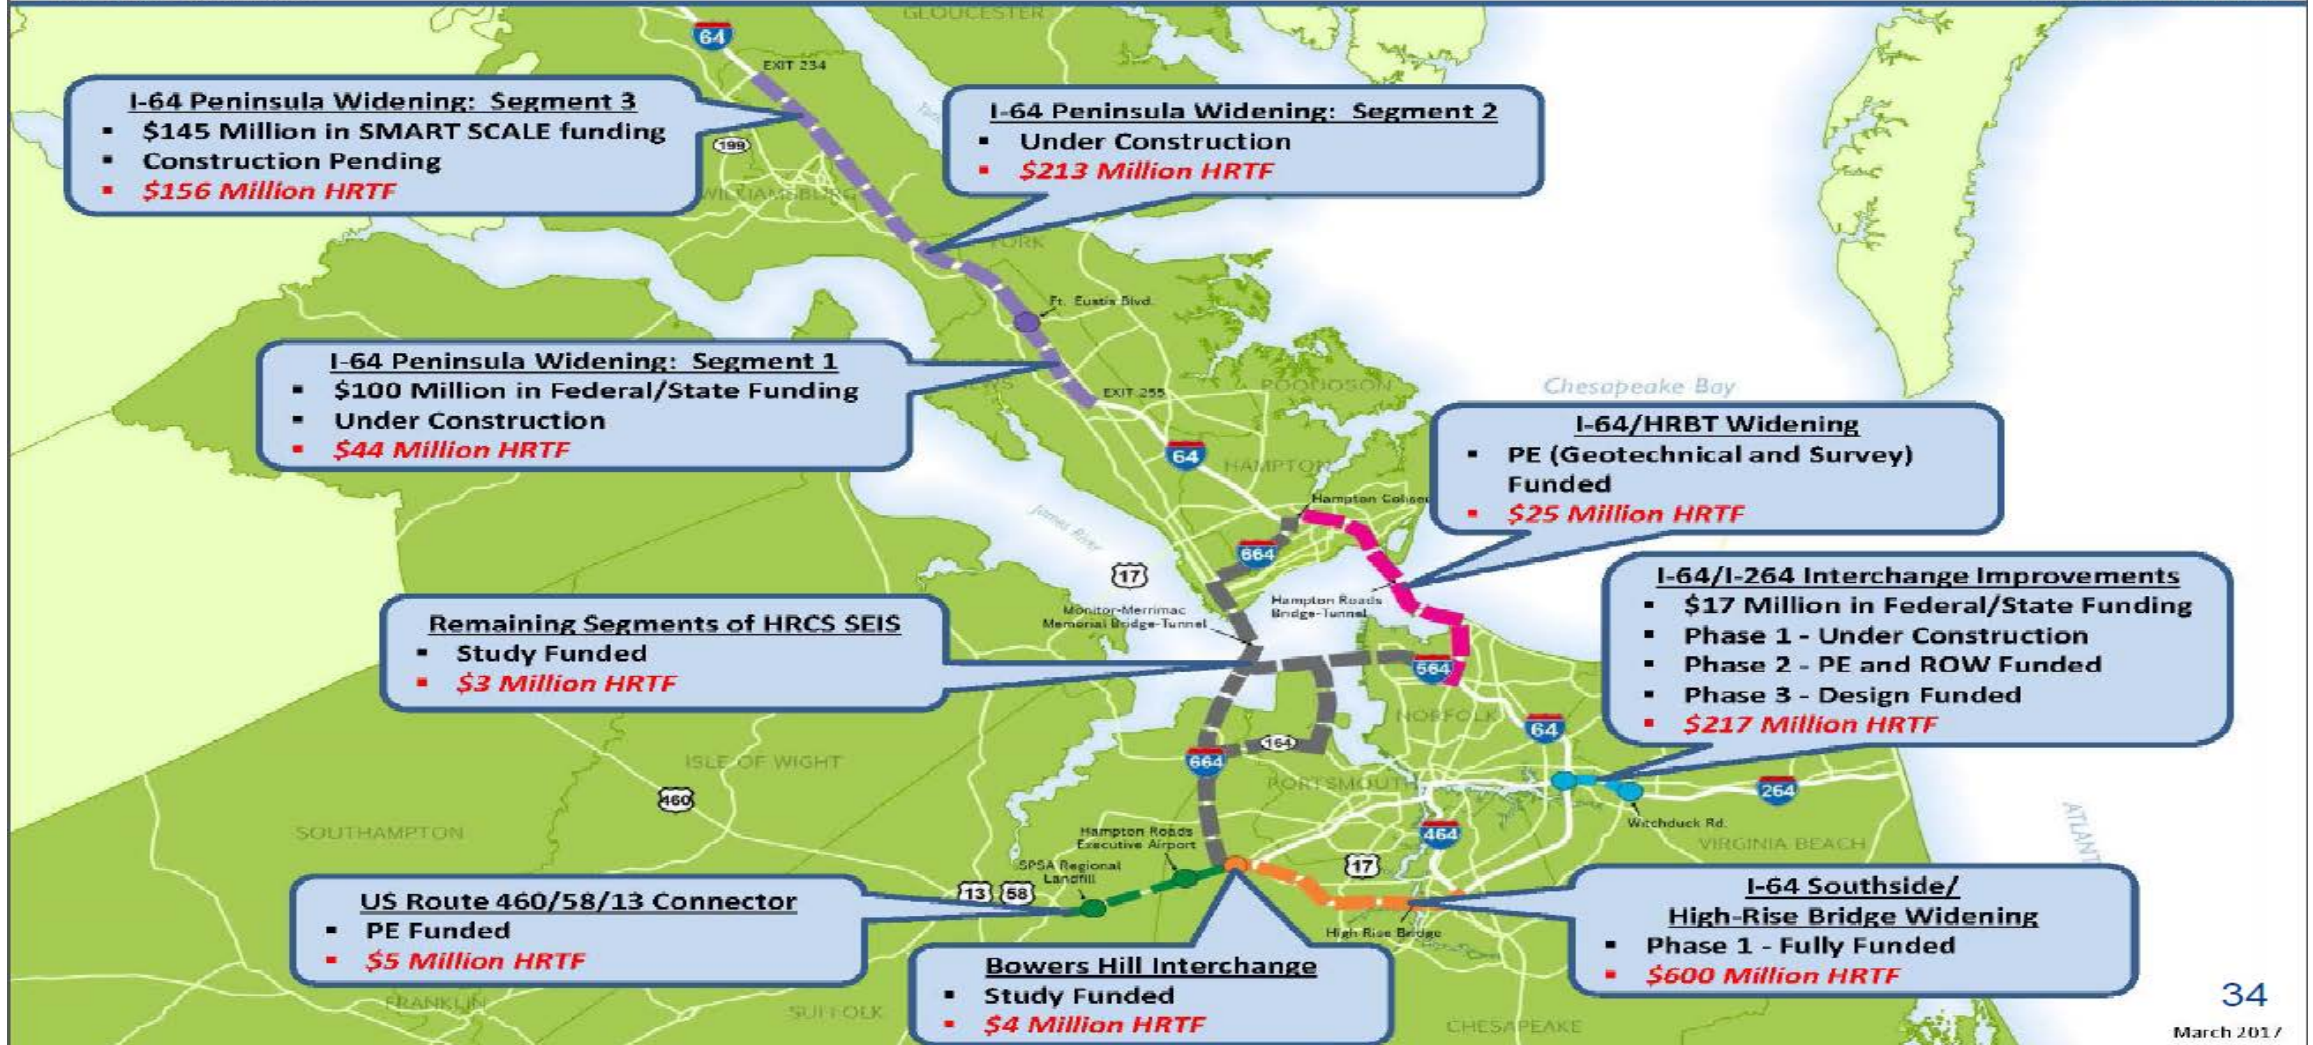 GLOUCESTER
64
EXIT 234
I-64 Peninsula Widening: Segment 3
▪ $145 Million in SMART SCALE funding
▪ Construction Pending
▪ $156 Million HRTF
I-64 Peninsula Widening: Segment 2
▪ Under Construction
▪ $213 Million HRTF
199
WILLIAMSBURG
YORK
Ft. Eustis Blvd.
I-64 Peninsula Widening: Segment 1
▪ $100 Million in Federal/State Funding
▪ Under Construction
▪ $44 Million HRTF
EXIT 255
POQUOSON
Chesapeake Bay
64
HAMPTON
I-64/HRBT Widening
▪ PE (Geotechnical and Survey)
Funded
▪ $25 Million HRTF
Hampton Coliseu
James River
664
17
Hampton Roads
Bridge-Tunnel
Monitor-Merrimac
Memorial Bridge-Tunnel
I-64/I-264 Interchange Improvements
▪ $17 Million in Federal/State Funding
▪ Phase 1 - Under Construction
▪ Phase 2 - PE and ROW Funded
▪ Phase 3 - Design Funded
▪ $217 Million HRTF
Remaining Segments of HRCS SEIS
▪ Study Funded
▪ $3 Million HRTF
564
NORFOLK
64
164
664
ISLE OF WIGHT
PORTSMOUTH
264
460
SOUTHAMPTON
Witchduck Rd.
VIRGINIA BEACH
464
Hampton Roads
Executive Airport
SPSA Regional
Landfill
17
13 58
High Rise Bridge
US Route 460/58/13 Connector
▪ PE Funded
▪ $5 Million HRTF
Bowers Hill Interchange
▪ Study Funded
▪ $4 Million HRTF
I-64 Southside/
High-Rise Bridge Widening
▪ Phase 1 - Fully Funded
▪ $600 Million HRTF
FRANKLIN
SUFFOLK
CHESAPEAKE
34
March 2017